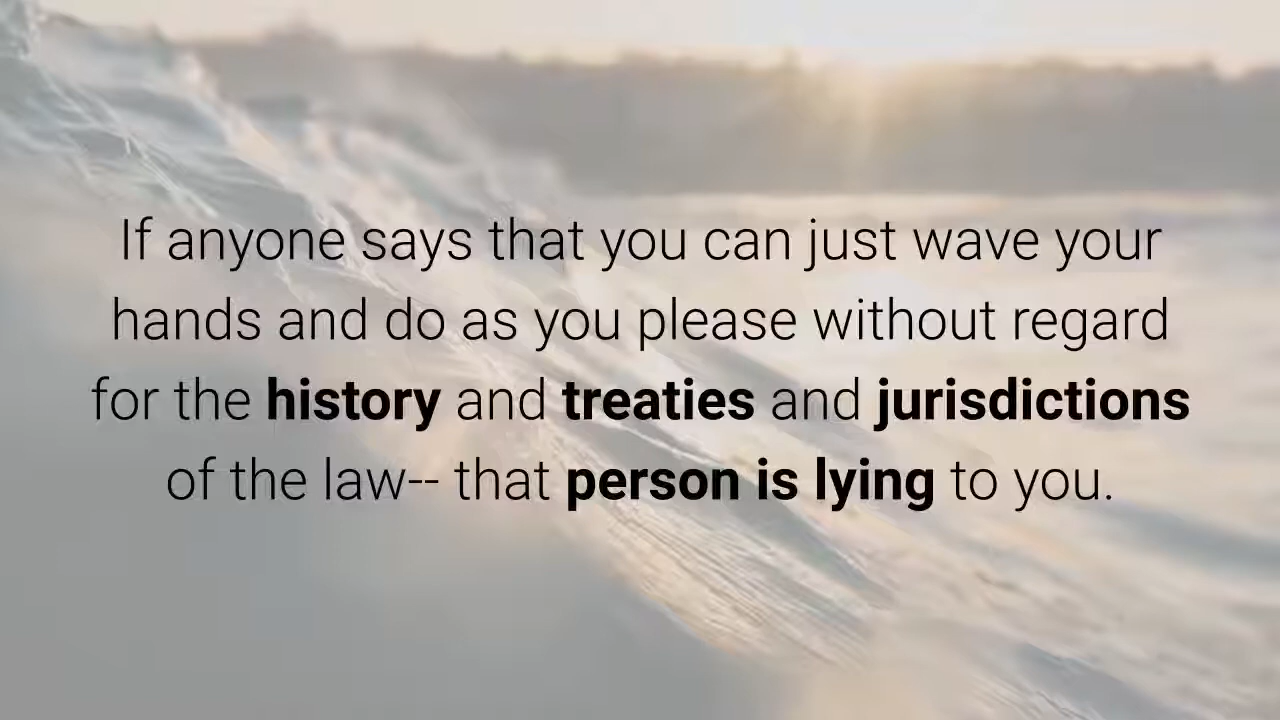 If anyone says that you can just wave your
hands and do as you please without regard
for the history and treaties and jurisdictions
of the law-- that person is lying to you.